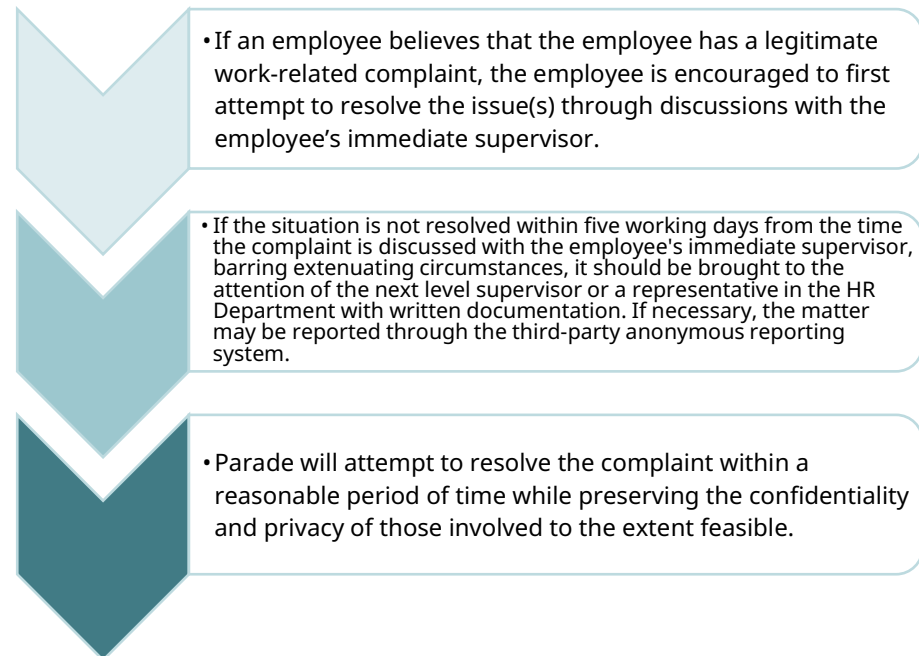 •If an employee believes that the employee has a legitimate
work-related complaint, the employee is encouraged to first
attempt to resolve the issue(s) through discussions with the
employee’s immediate supervisor.
• If the situation is not resolved within five working days from the time
the complaint is discussed with the employee's immediate supervisor,
barring extenuating circumstances, it should be brought to the
attention of the next level supervisor or a representative in the HR
Department with written documentation. If necessary, the matter
may be reported through the third-party anonymous reporting
system.
•Parade will attempt to resolve the complaint within a
reasonable period of time while preserving the confidentiality
and privacy of those involved to the extent feasible.